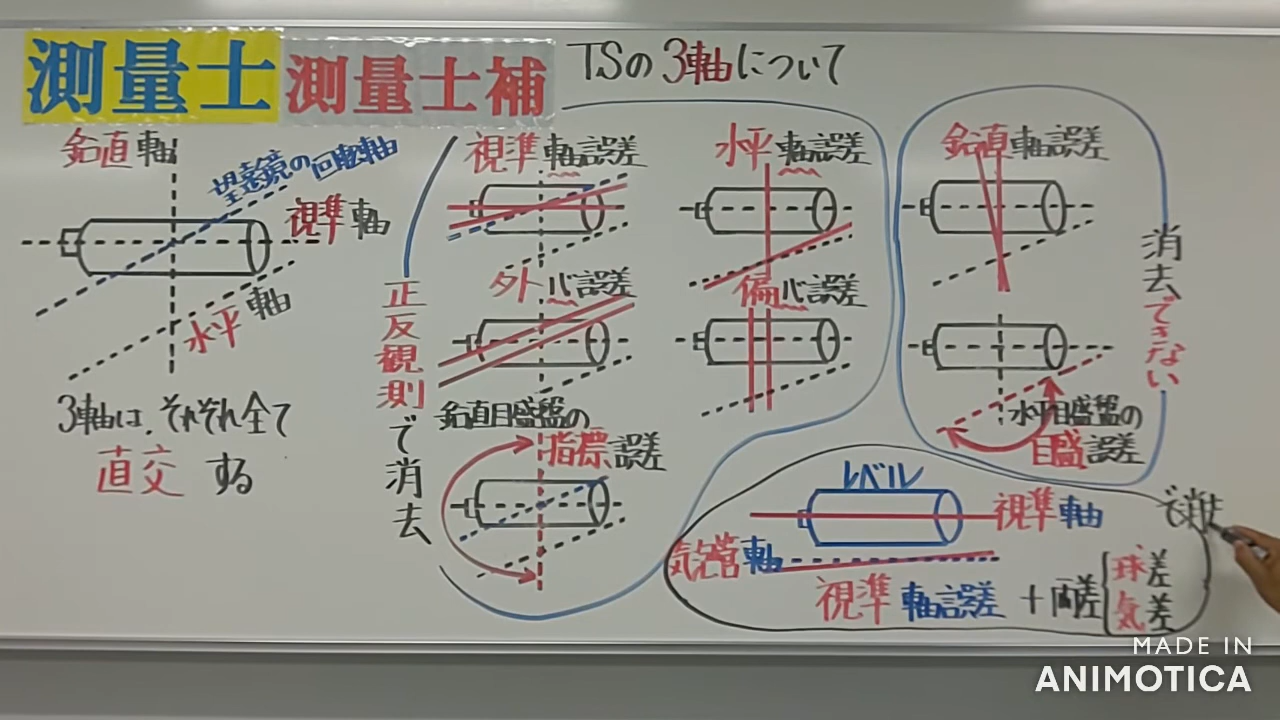 測量士 測量士補 TSの3軸について
鉛直軸
望遠鏡の回転軸
視準軸
水平軸
3軸は、それぞれ全て
直交する
正反観測で消去
視準軸誤差
水平軸誤差
外心誤差
偏心誤差
鉛直目盛盤の
指標誤差
鉛直軸誤差
水平目盛盤の
目盛誤差
消去できない
レベル
視準軸
気泡管軸
視準軸誤差+両差
球差
気差
MADE IN
ANIMOTICA